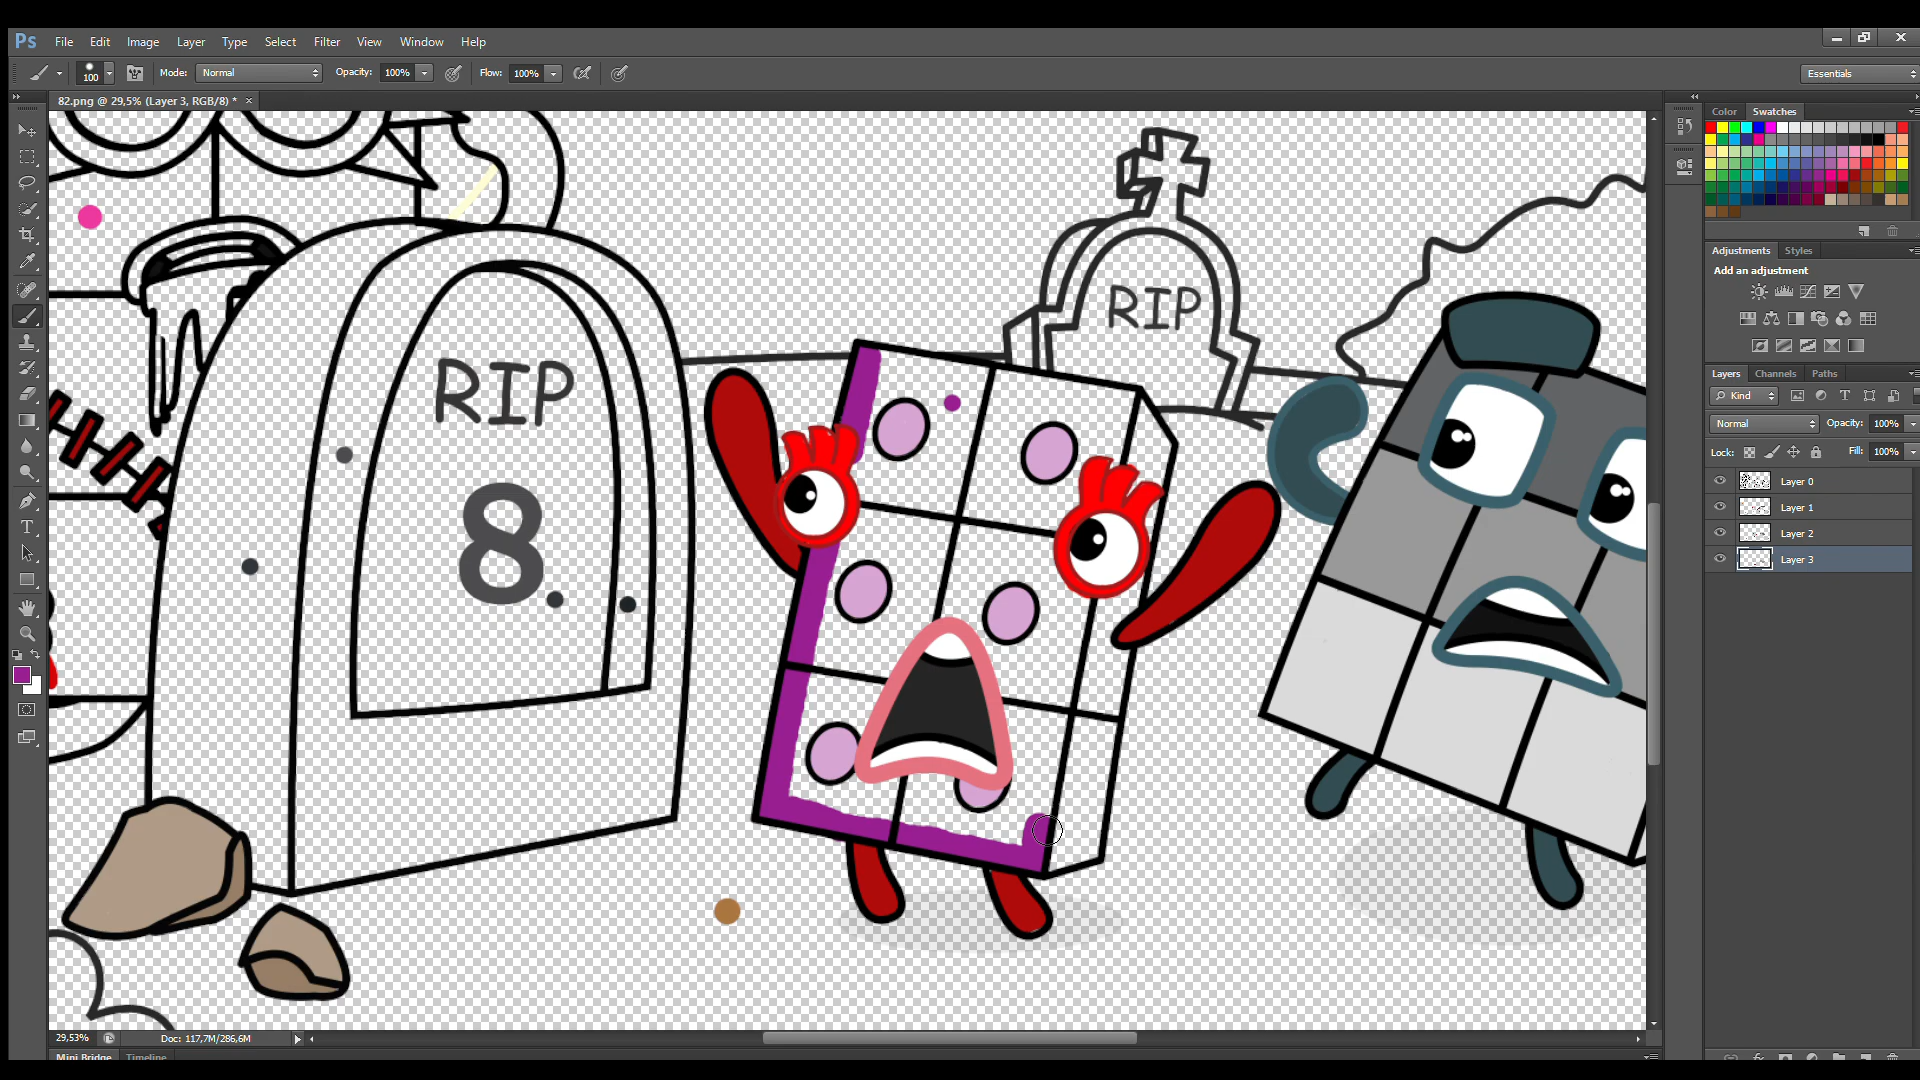 Ps File Edit Image Layer Type Select Filter View Window Help
100 Mode: Normal Opacity: 100% Flow: 100% Essentials
82.png @ 29,5% (Layer 3, RGB/8) * ×
Color Swatches
Adjustments Styles
Add an adjustment
Layers Channels Paths
Kind
Normal Opacity: 100%
Lock: Fill: 100%
Layer 0
Layer 1
Layer 2
Layer 3
RIP
RIP
8
29,53% Doc: 117,7M/286,6M
Mini Bridge Timeline